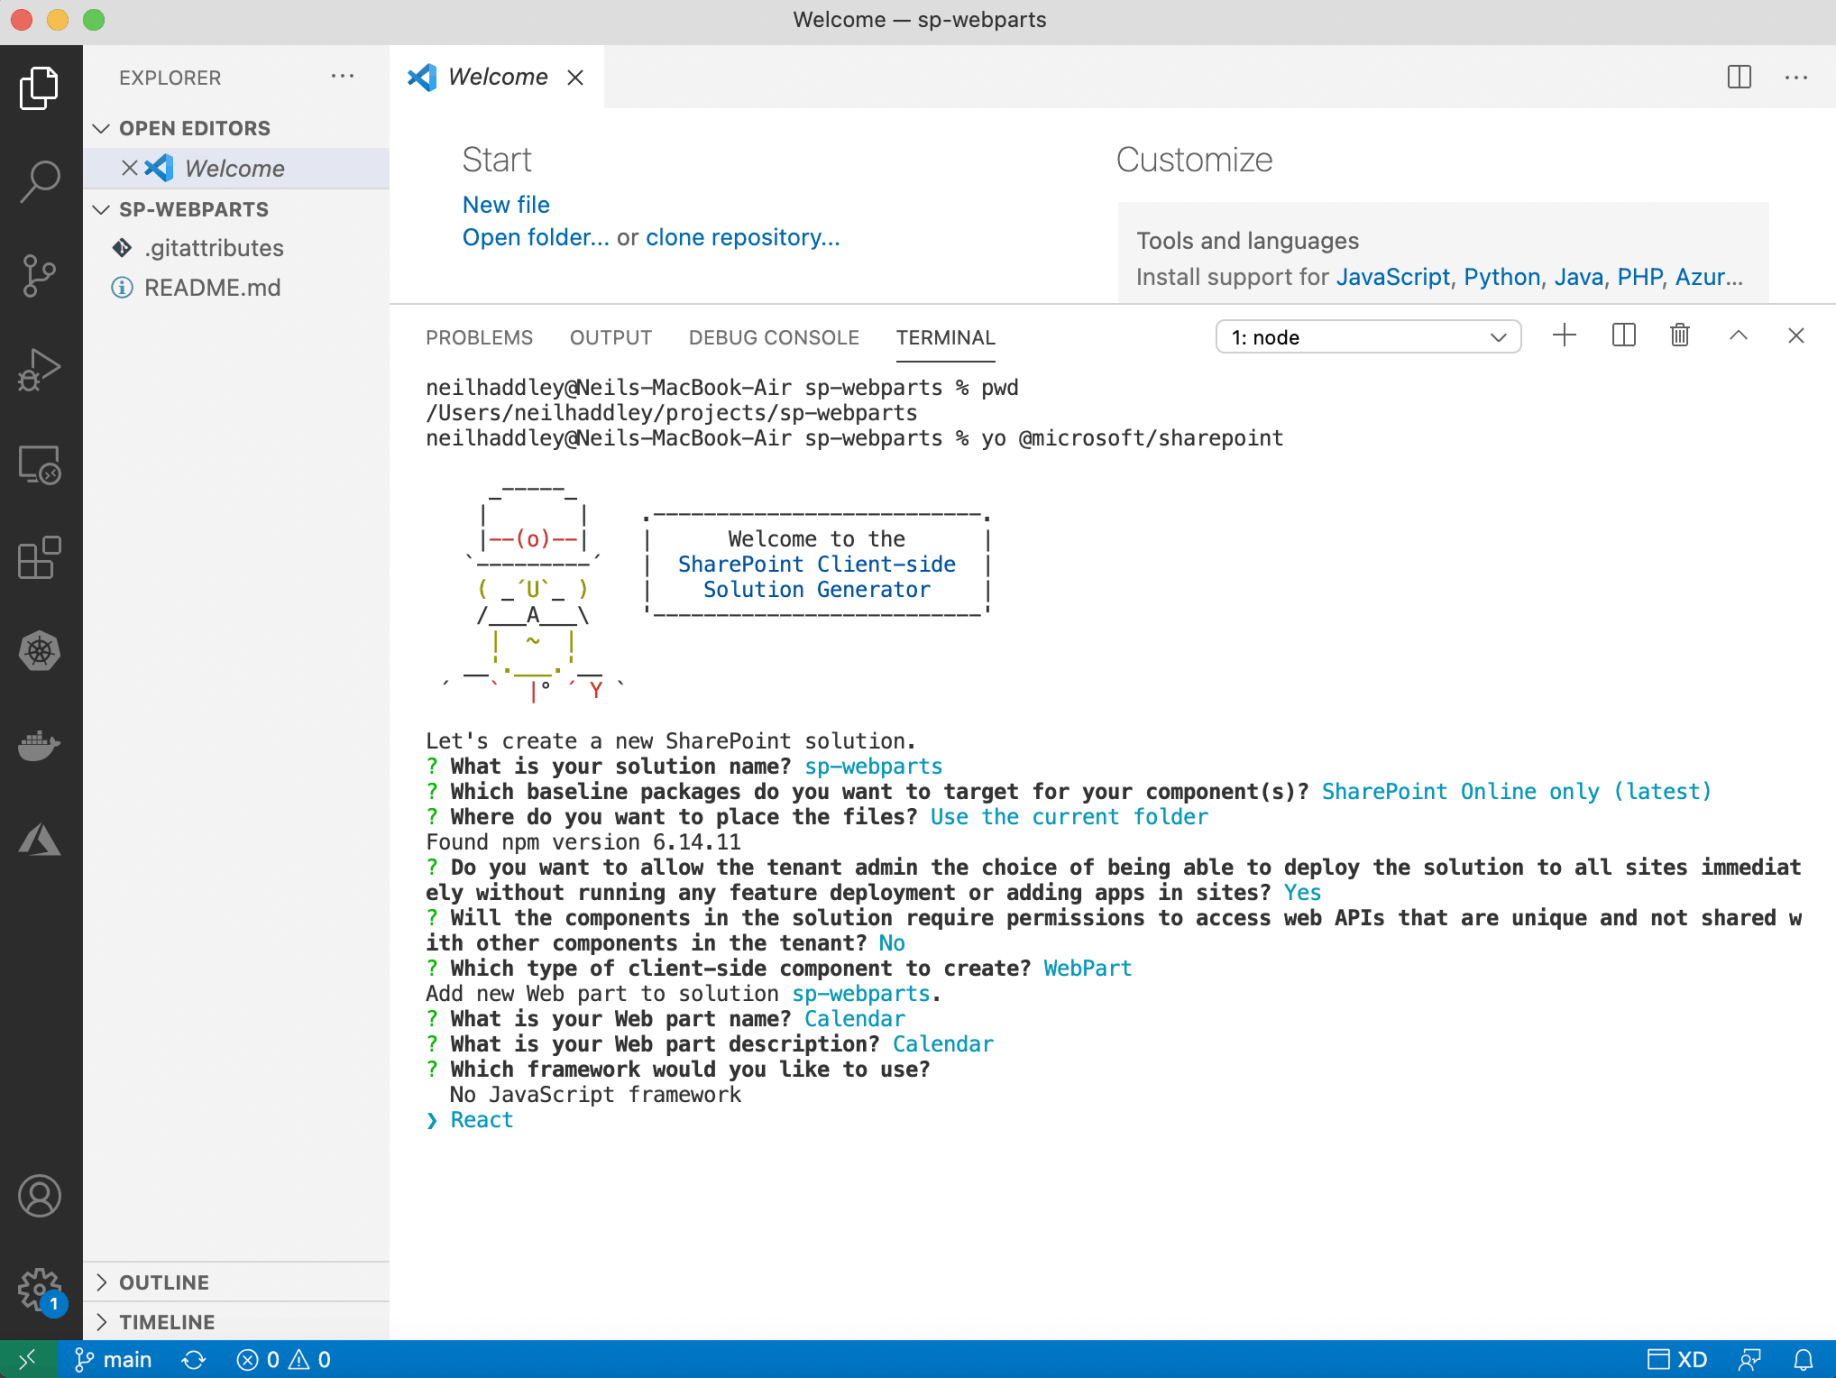 Welcome — sp-webparts
EXPLORER
OPEN EDITORS
Welcome
SP-WEBPARTS
.gitattributes
README.md
OUTLINE
TIMELINE
Welcome
Start
New file
Open folder... or clone repository...
Customize
Tools and languages
Install support for JavaScript, Python, Java, PHP, Azur...
PROBLEMS OUTPUT DEBUG CONSOLE TERMINAL
1: node
neilhaddley@Neils-MacBook-Air sp-webparts % pwd
/Users/neilhaddley/projects/sp-webparts
neilhaddley@Neils-MacBook-Air sp-webparts % yo @microsoft/sharepoint
Welcome to the
SharePoint Client-side
Solution Generator
Let's create a new SharePoint solution.
? What is your solution name? sp-webparts
? Which baseline packages do you want to target for your component(s)? SharePoint Online only (latest)
? Where do you want to place the files? Use the current folder
Found npm version 6.14.11
? Do you want to allow the tenant admin the choice of being able to deploy the solution to all sites immediat
ely without running any feature deployment or adding apps in sites? Yes
? Will the components in the solution require permissions to access web APIs that are unique and not shared w
ith other components in the tenant? No
? Which type of client-side component to create? WebPart
Add new Web part to solution sp-webparts.
? What is your Web part name? Calendar
? What is your Web part description? Calendar
? Which framework would you like to use?
No JavaScript framework
❯ React
1
main 0 0
XD